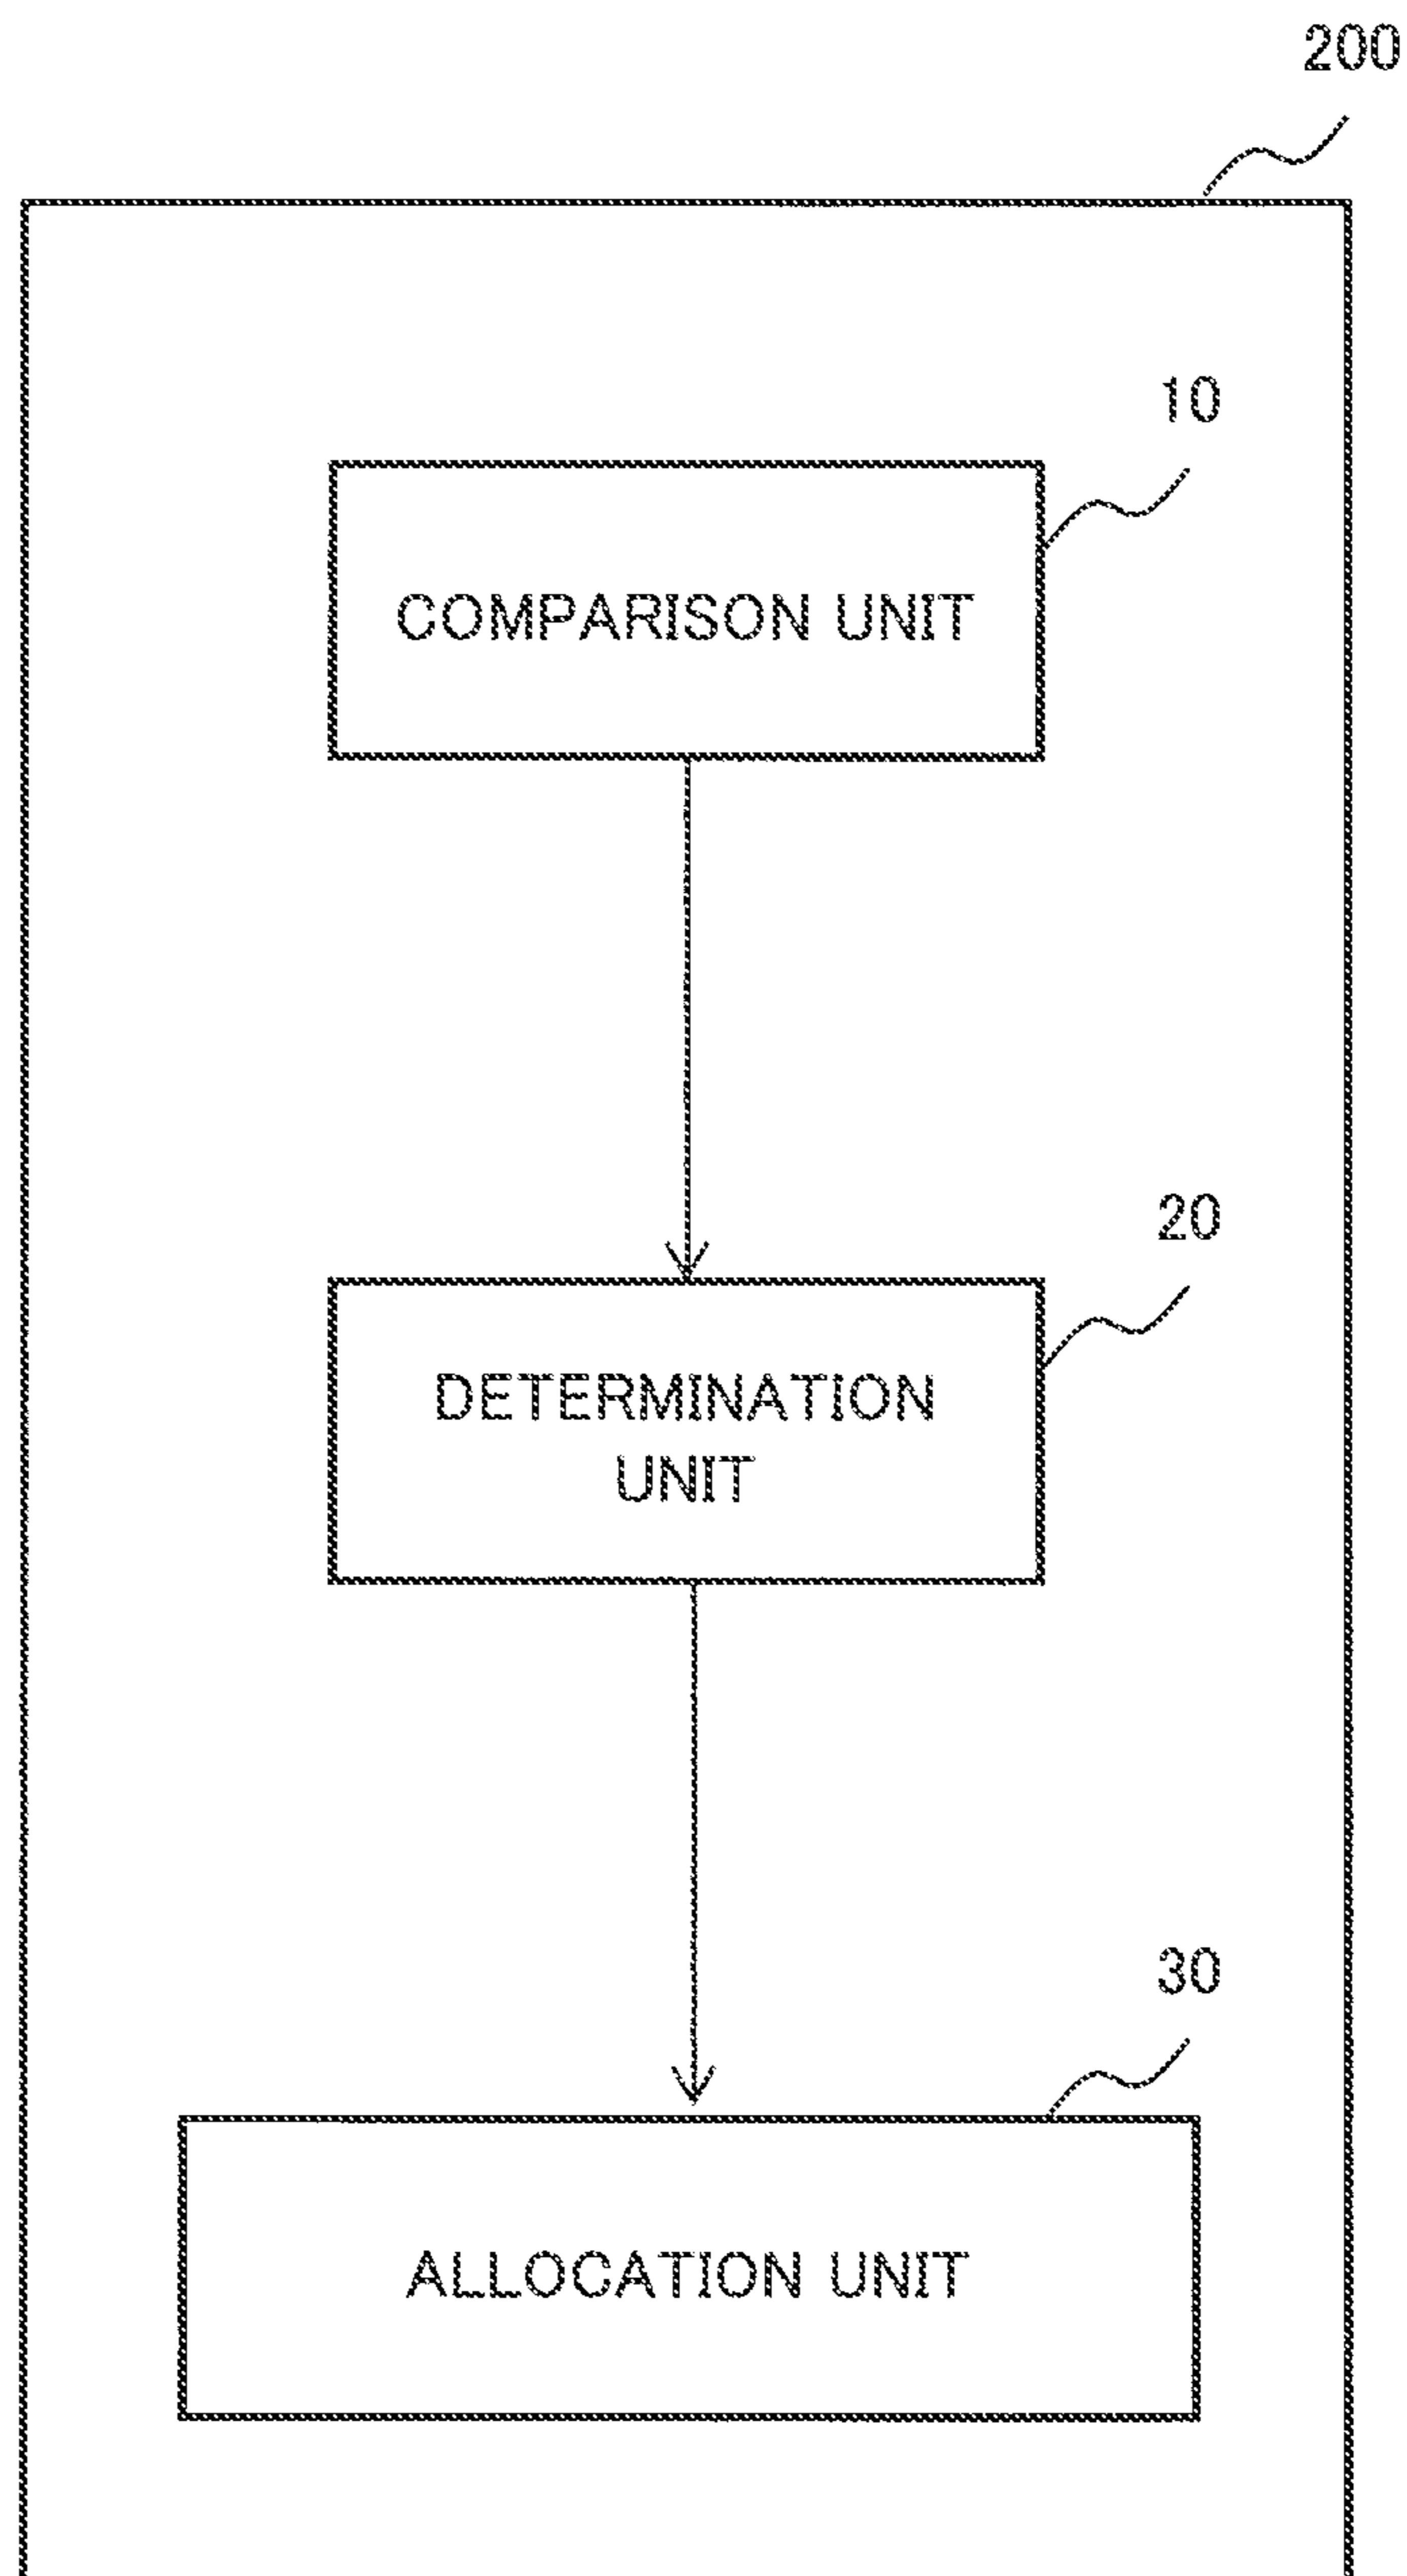 200
10
COMPARISON UNIT
20
DETERMINATION
UNIT
30
ALLOCATION UNIT